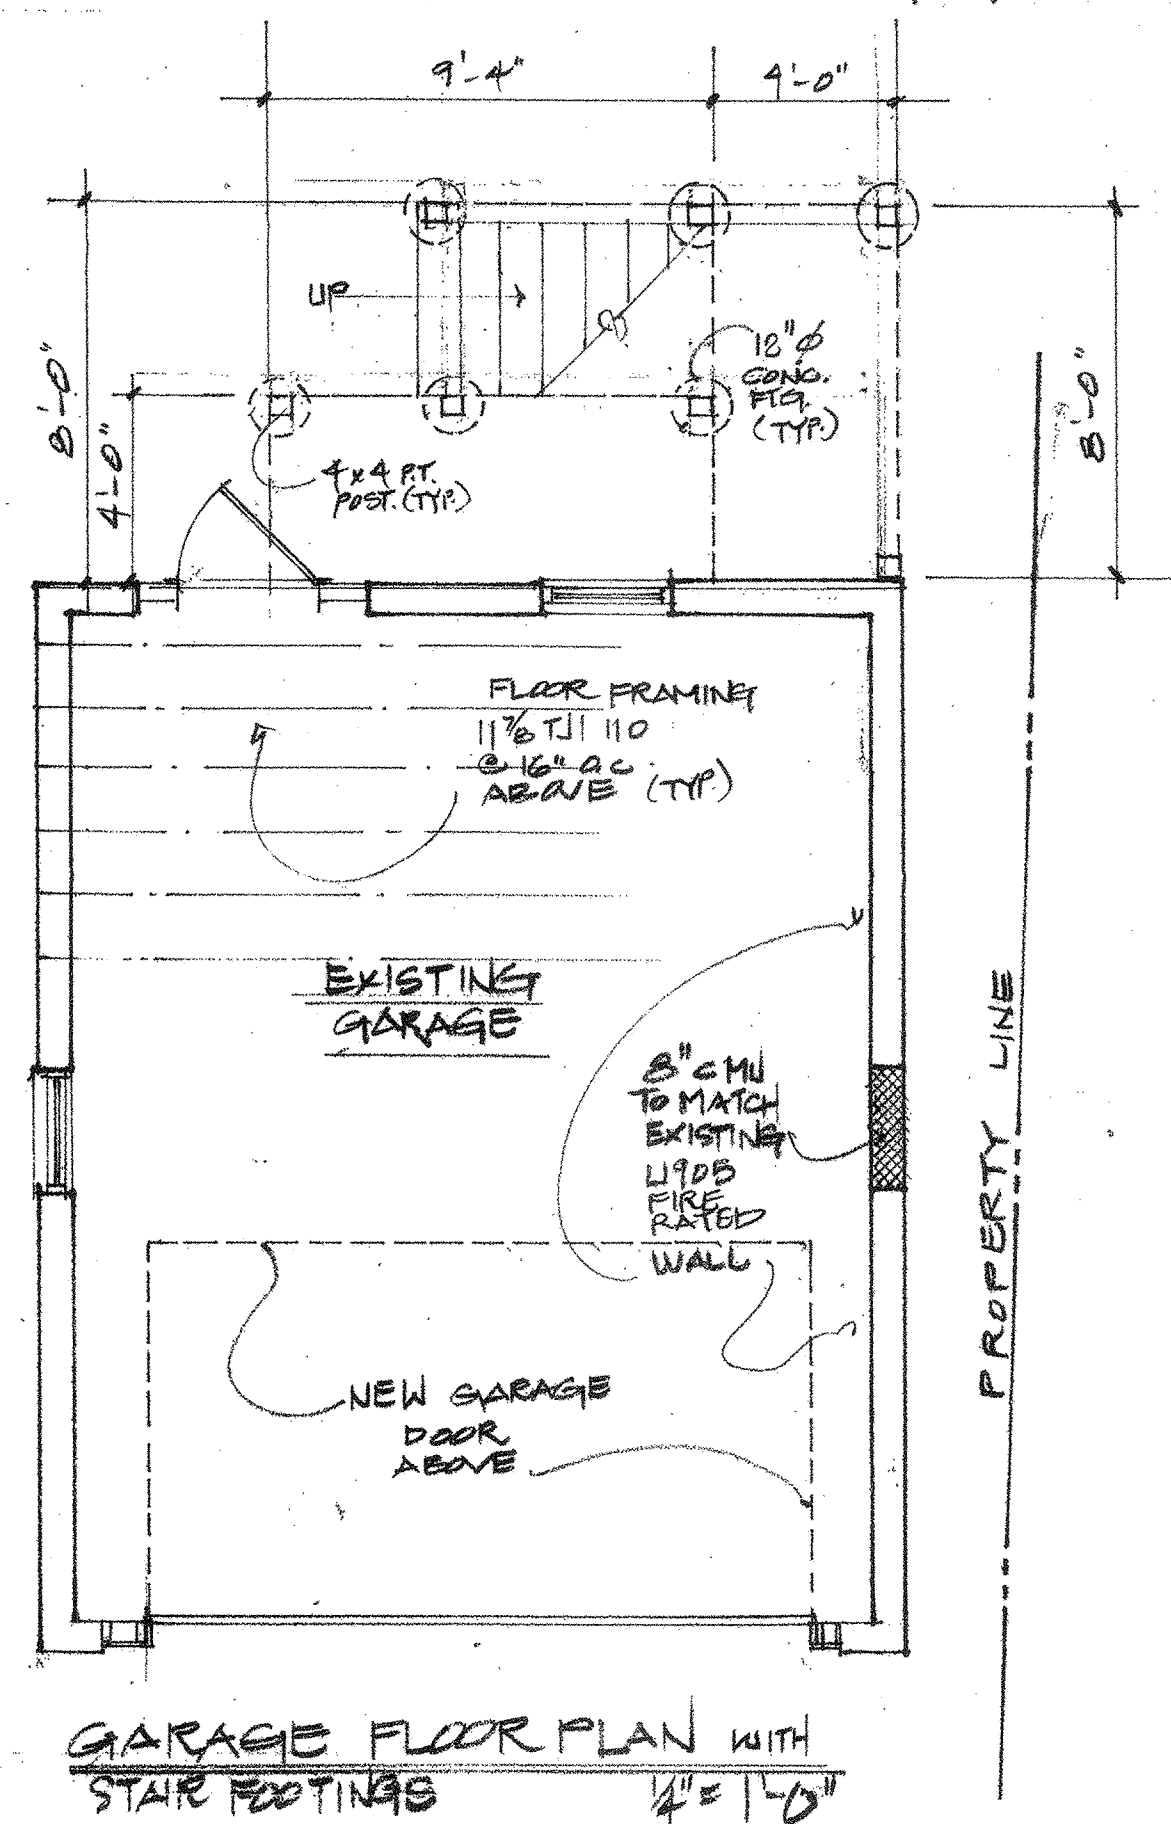 9'-4"
4'-0"
8'-0"
4'-0"
UP
12"Ø
CONC.
FTG.
(TYP.)
8'-0"
4x4 P.T.
POST. (TYP.)
FLOOR FRAMING
11 7/8 TJI 110
@ 16" O.C.
ABOVE (TYP.)
EXISTING
GARAGE
8" CMU
TO MATCH
EXISTING
U905
FIRE
RATED
WALL
PROPERTY LINE
NEW GARAGE
DOOR
ABOVE
GARAGE FLOOR PLAN WITH
STAIR FOOTINGS 1/4" = 1'-0"